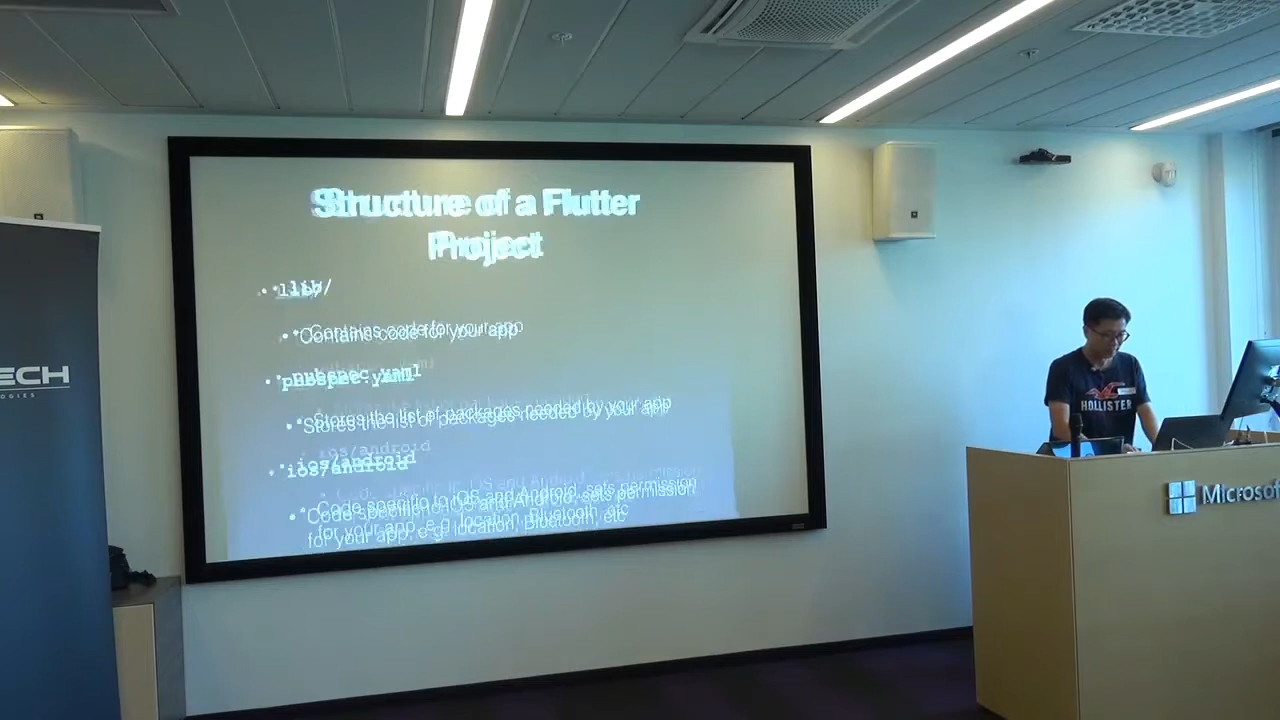 Structure of a Flutter
Project
• lib/
• Contains code for your app
• pubspec.yaml
• Stores the list of packages needed by your app
• ios/android
• Code specific to iOS and Android, sets permission
for your app, e.g. location, Bluetooth, etc
ECH
OGIES
HOLLISTER
Microsof